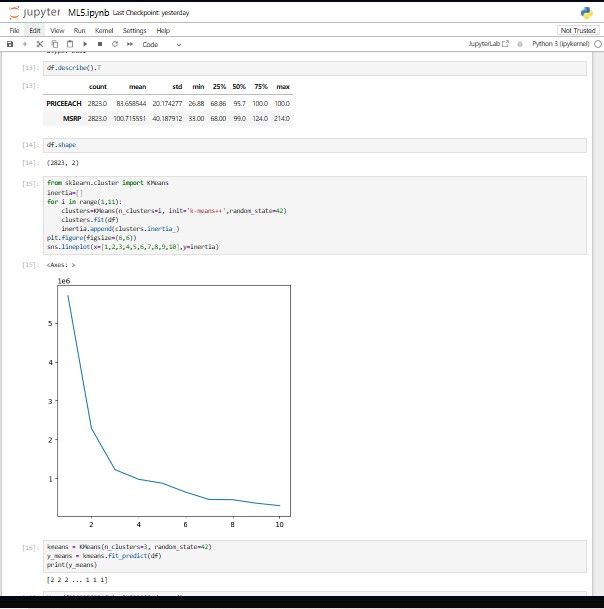 jupyter ML5.ipynb Last Checkpoint: yesterday
File Edit View Run Kernel Settings Help Not Trusted
Code JupyterLab Python 3 (ipykernel)
[13]: df.describe().T
[13]: count mean std min 25% 50% 75% max
PRICEEACH 2823.0 83.658544 20.174277 26.88 68.86 95.7 100.0 100.0
MSRP 2823.0 100.715551 40.187912 33.00 68.00 99.0 124.0 214.0
[14]: df.shape
[14]: (2823, 2)
[15]: from sklearn.cluster import KMeans
inertia=[]
for i in range(1,11):
clusters=KMeans(n_clusters=i, init='k-means++',random_state=42)
clusters.fit(df)
inertia.append(clusters.inertia_)
plt.figure(figsize=(6,6))
sns.lineplot(x=[1,2,3,4,5,6,7,8,9,10],y=inertia)
[15]: <Axes: >
1e6
5
4
3
2
1
2 4 6 8 10
[16]: kmeans = KMeans(n_clusters=3, random_state=42)
y_means = kmeans.fit_predict(df)
print(y_means)
[2 2 2 ... 1 1 1]